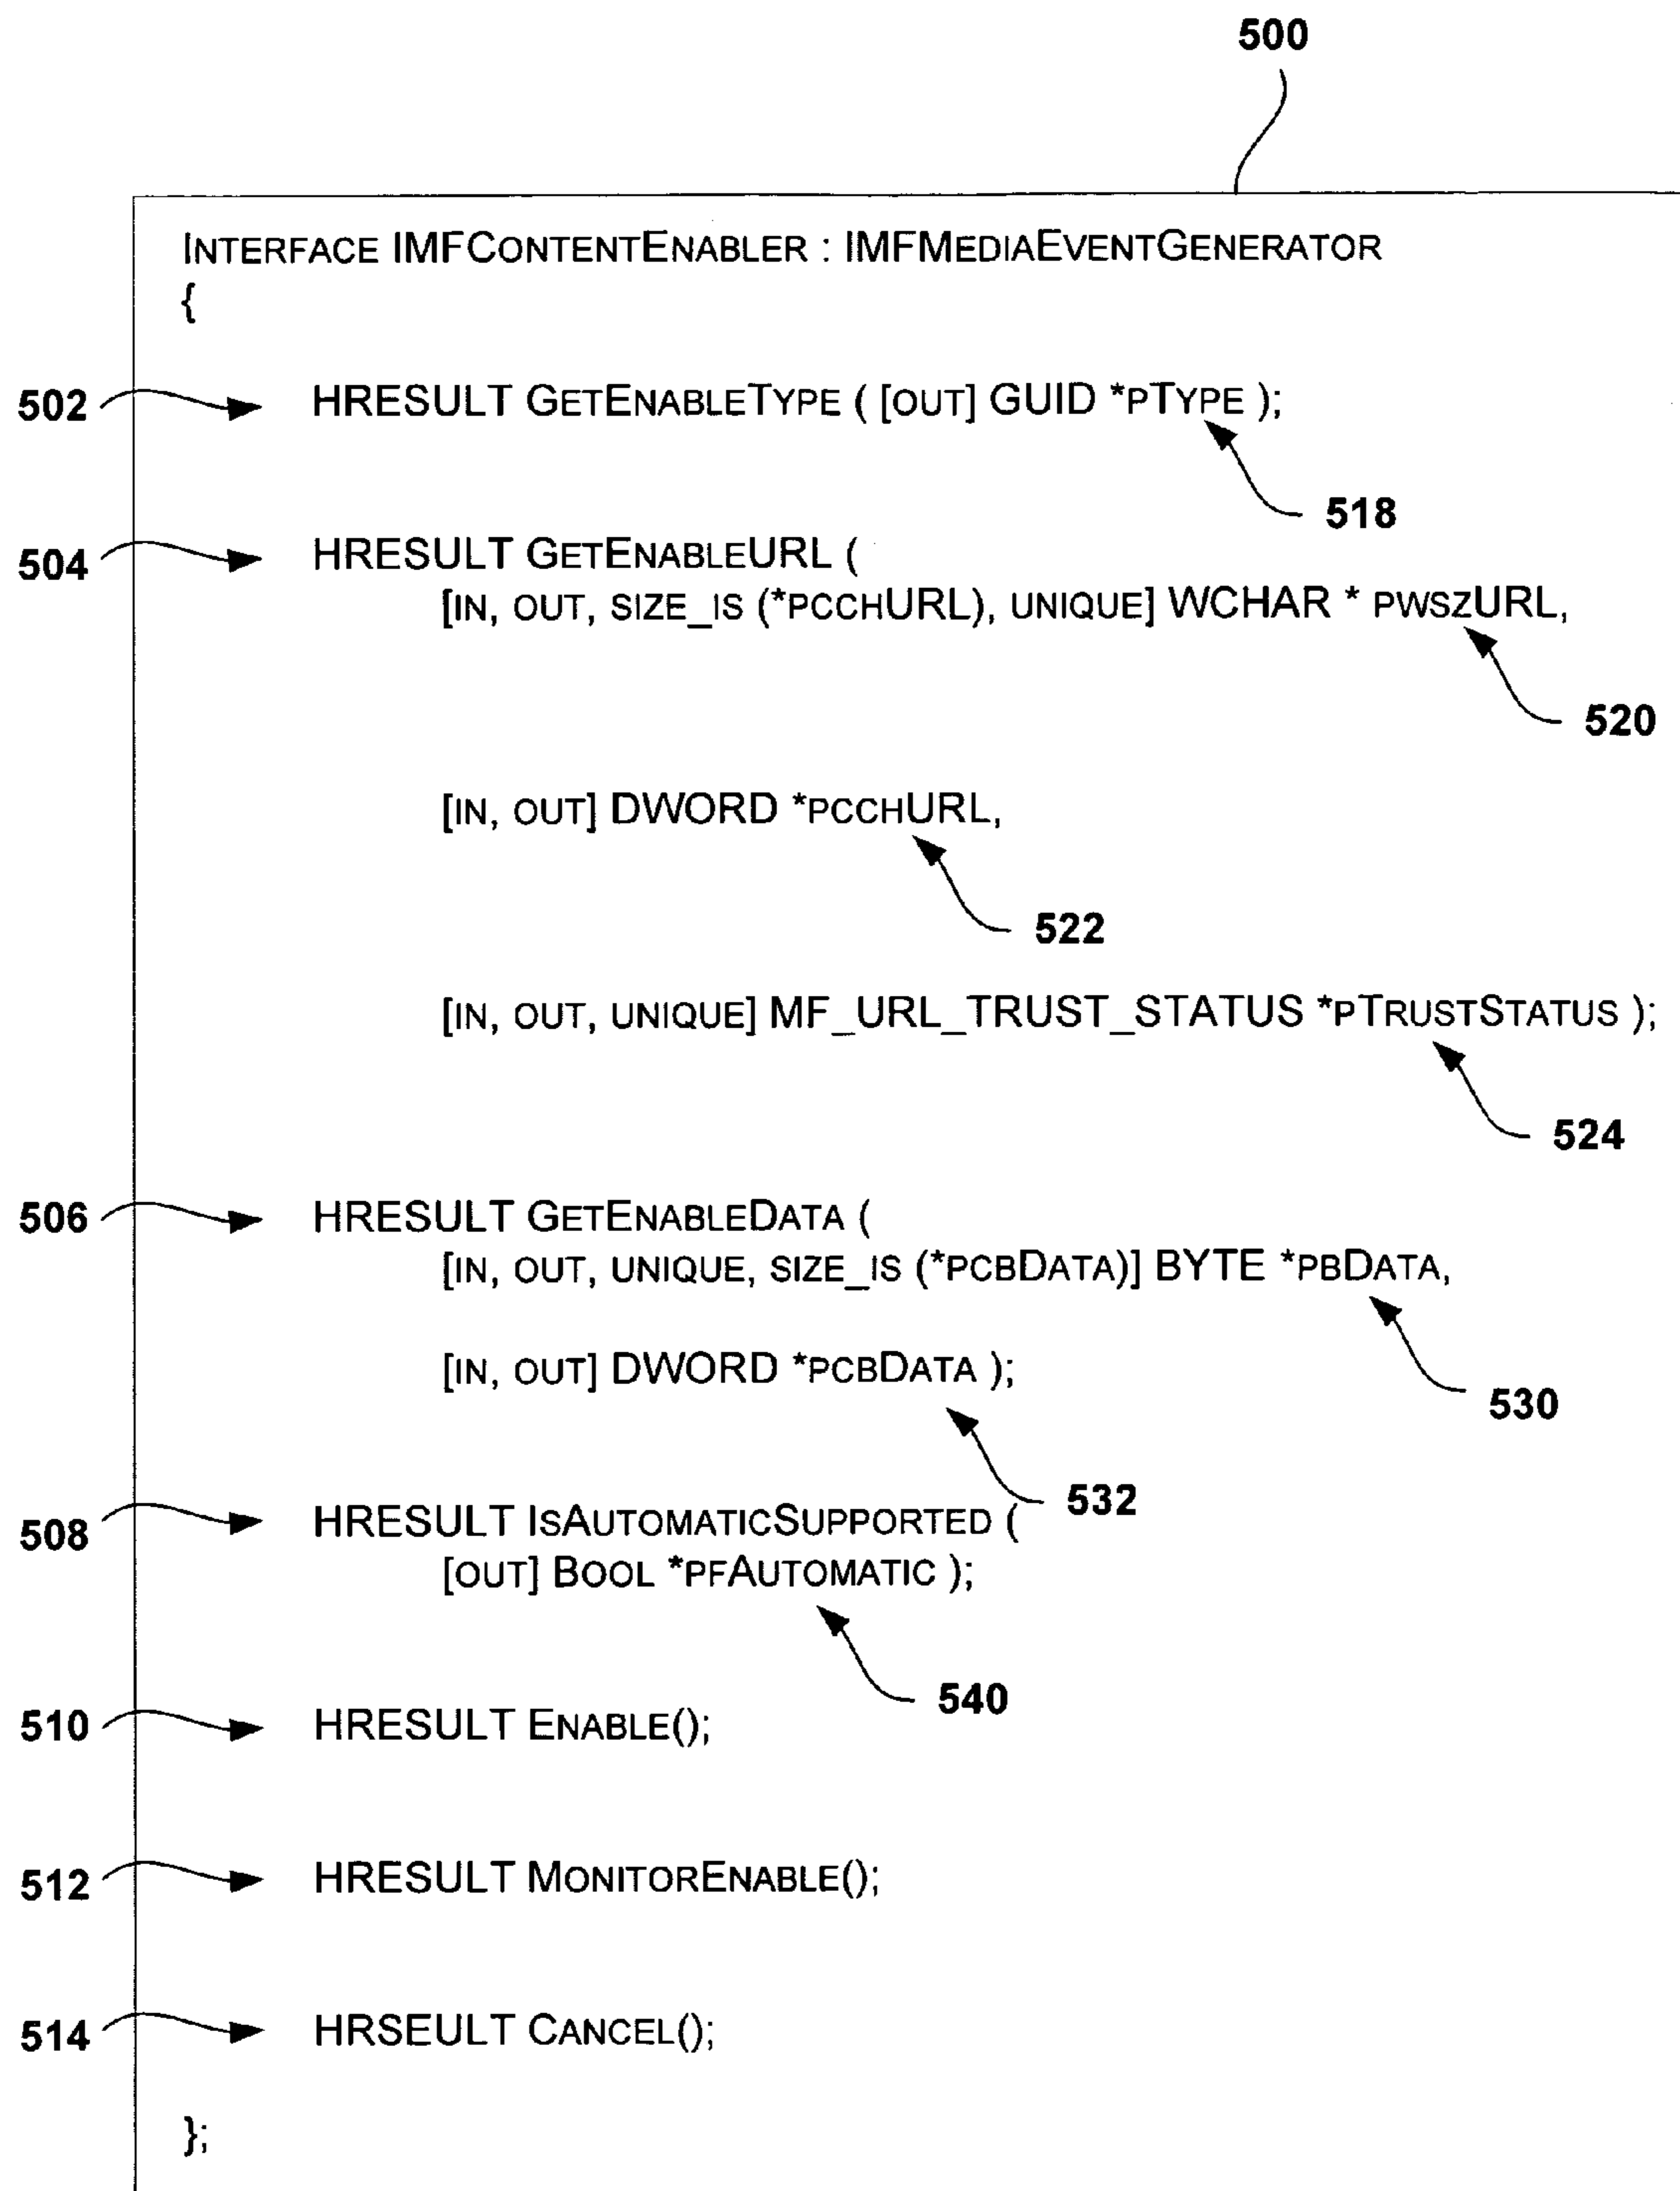 500
INTERFACE IMFCONTENTENABLER : IMFMEDIAEVENTGENERATOR
{
502 HRESULT GETENABLETYPE ( [OUT] GUID *PTYPE );
518
504 HRESULT GETENABLEURL (
[IN, OUT, SIZE_IS (*PCCHURL), UNIQUE] WCHAR * PWSZURL,
520
[IN, OUT] DWORD *PCCHURL,
522
[IN, OUT, UNIQUE] MF_URL_TRUST_STATUS *PTRUSTSTATUS );
524
506 HRESULT GETENABLEDATA (
[IN, OUT, UNIQUE, SIZE_IS (*PCBDATA)] BYTE *PBDATA,
[IN, OUT] DWORD *PCBDATA );
530
532
508 HRESULT ISAUTOMATICSUPPORTED (
[OUT] BOOL *PFAUTOMATIC );
540
510 HRESULT ENABLE();
512 HRESULT MONITORENABLE();
514 HRSEULT CANCEL();
};